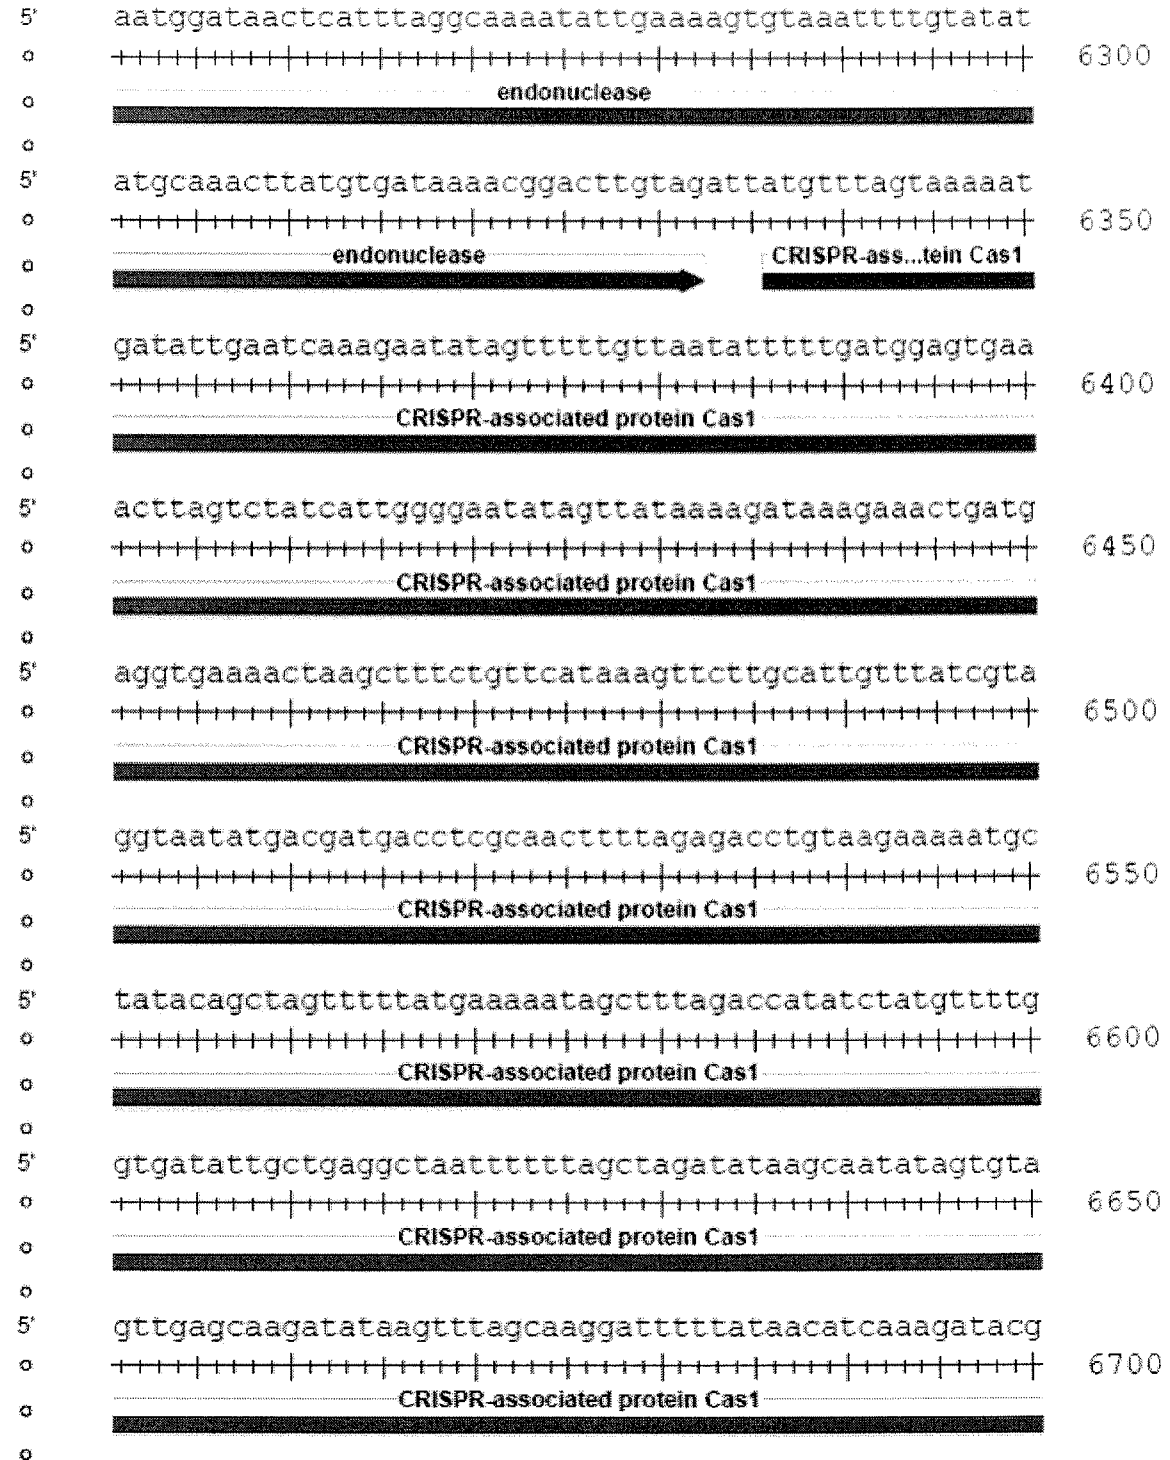 5' aatggataactcatttaggcaaaatattgaaaagtgtaaattttgtatat
6300
endonuclease
5' atgcaaacttatgtgataaaacggacttgtagattatgtttagtaaaaat
6350
endonuclease CRISPR-ass...tein Cas1
5' gatattgaatcaaagaatatagtttttgttaatatttttgatggagtgaa
6400
CRISPR-associated protein Cas1
5' acttagtctatcattggggaatatagttataaaagataaagaaactgatg
6450
CRISPR-associated protein Cas1
5' aggtgaaaactaagctttctgttcataaagttcttgcattgtttatcgta
6500
CRISPR-associated protein Cas1
5' ggtaatatgacgatgacctcgcaacttttagagacctgtaagaaaaatgc
6550
CRISPR-associated protein Cas1
5' tatacagctagtttttatgaaaaatagctttagaccatatctatgttttg
6600
CRISPR-associated protein Cas1
5' gtgatattgctgaggctaattttttagctagatataagcaatatagtgta
6650
CRISPR-associated protein Cas1
5' gttgagcaagatataagtttagcaaggatttttataacatcaaagatacg
6700
CRISPR-associated protein Cas1